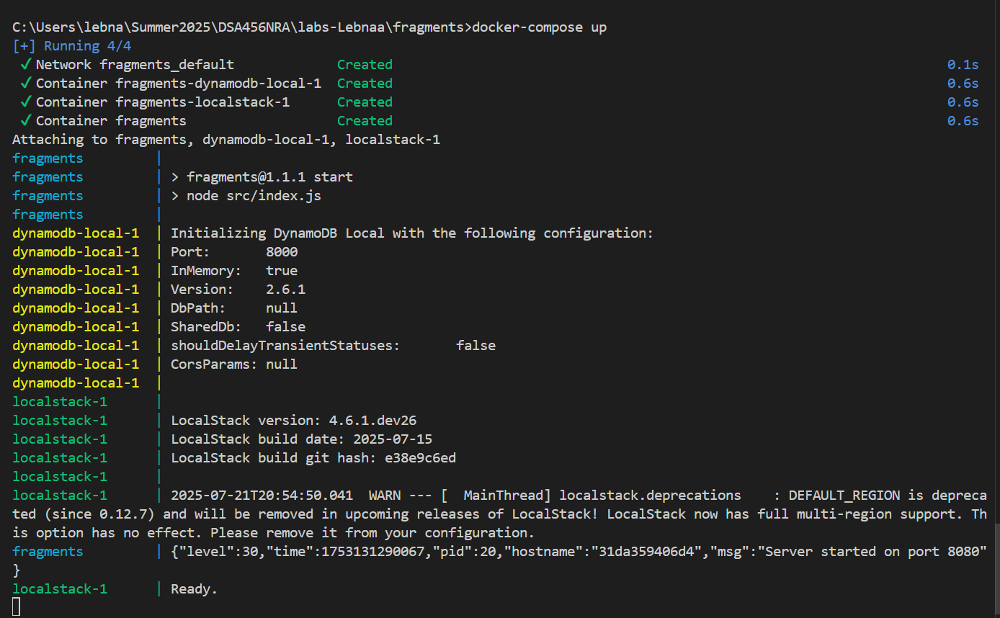 C:\Users\lebna\Summer2025\DSA456NRA\labs-Lebnaa\fragments>docker-compose up
[+] Running 4/4
✓ Network fragments_default Created 0.1s
✓ Container fragments-dynamodb-local-1 Created 0.6s
✓ Container fragments-localstack-1 Created 0.6s
✓ Container fragments Created 0.6s
Attaching to fragments, dynamodb-local-1, localstack-1
fragments |
fragments | > fragments@1.1.1 start
fragments | > node src/index.js
fragments |
dynamodb-local-1 | Initializing DynamoDB Local with the following configuration:
dynamodb-local-1 | Port: 8000
dynamodb-local-1 | InMemory: true
dynamodb-local-1 | Version: 2.6.1
dynamodb-local-1 | DbPath: null
dynamodb-local-1 | SharedDb: false
dynamodb-local-1 | shouldDelayTransientStatuses: false
dynamodb-local-1 | CorsParams: null
dynamodb-local-1 |
localstack-1 |
localstack-1 | LocalStack version: 4.6.1.dev26
localstack-1 | LocalStack build date: 2025-07-15
localstack-1 | LocalStack build git hash: e38e9c6ed
localstack-1 |
localstack-1 | 2025-07-21T20:54:50.041 WARN --- [ MainThread] localstack.deprecations : DEFAULT_REGION is depreca
ted (since 0.12.7) and will be removed in upcoming releases of LocalStack! LocalStack now has full multi-region support. Th
is option has no effect. Please remove it from your configuration.
fragments | {"level":30,"time":1753131290067,"pid":20,"hostname":"31da359406d4","msg":"Server started on port 8080"
}
localstack-1 | Ready.